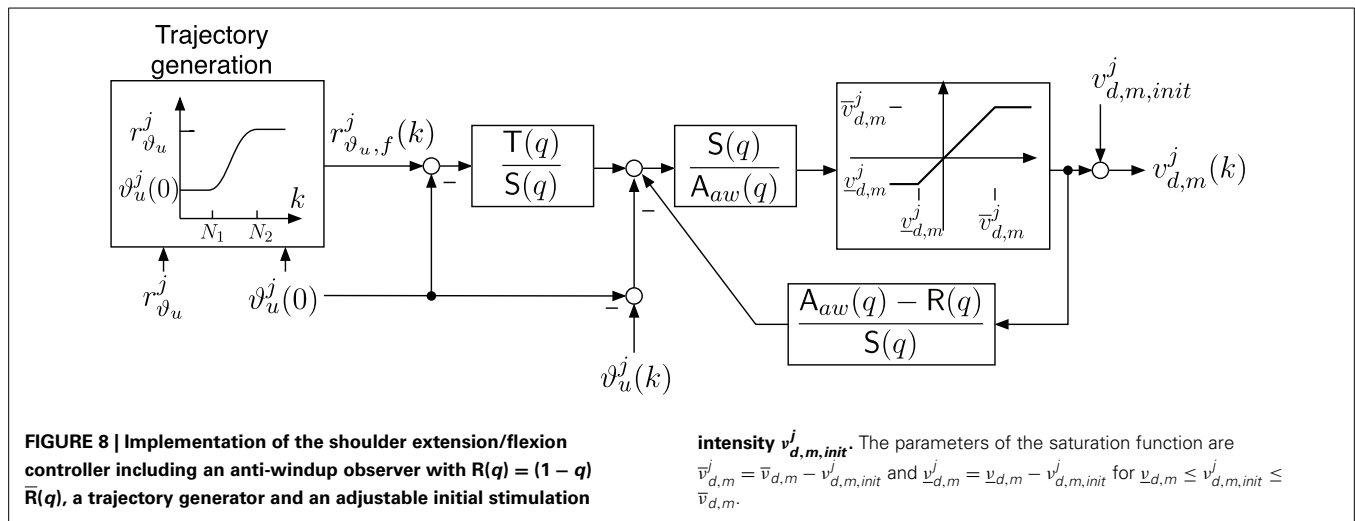 Trajectory
generation
r^j_{ϑ_u}
ϑ^j_u(0)
k
N_1 N_2
r^j_{ϑ_u}
ϑ^j_u(0)
r^j_{ϑ_u,f}(k)
−
T(q)
S(q)
−
−
ϑ^j_u(k)
S(q)
A_{aw}(q)
v̅^j_{d,m}
v̲^j_{d,m}
v̲^j_{d,m}
v̅^j_{d,m}
A_{aw}(q) − R(q)
S(q)
v^j_{d,m,init}
v^j_{d,m}(k)
FIGURE 8 | Implementation of the shoulder extension/flexion
controller including an anti-windup observer with R(q) = (1 − q)
R̅(q), a trajectory generator and an adjustable initial stimulation
intensity v^j_{d,m,init}. The parameters of the saturation function are
v̅^j_{d,m} = v̅_{d,m} − v^j_{d,m,init} and v̲^j_{d,m} = v̲_{d,m} − v^j_{d,m,init} for v̲_{d,m} ≤ v^j_{d,m,init} ≤
v̅_{d,m}.